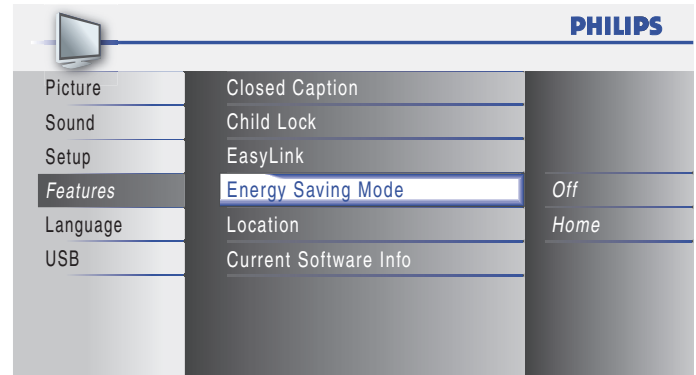 PHILIPS
Picture
Sound
Setup
Features
Language
USB
Closed Caption
Child Lock
EasyLink
Energy Saving Mode
Location
Current Software Info
Off
Home